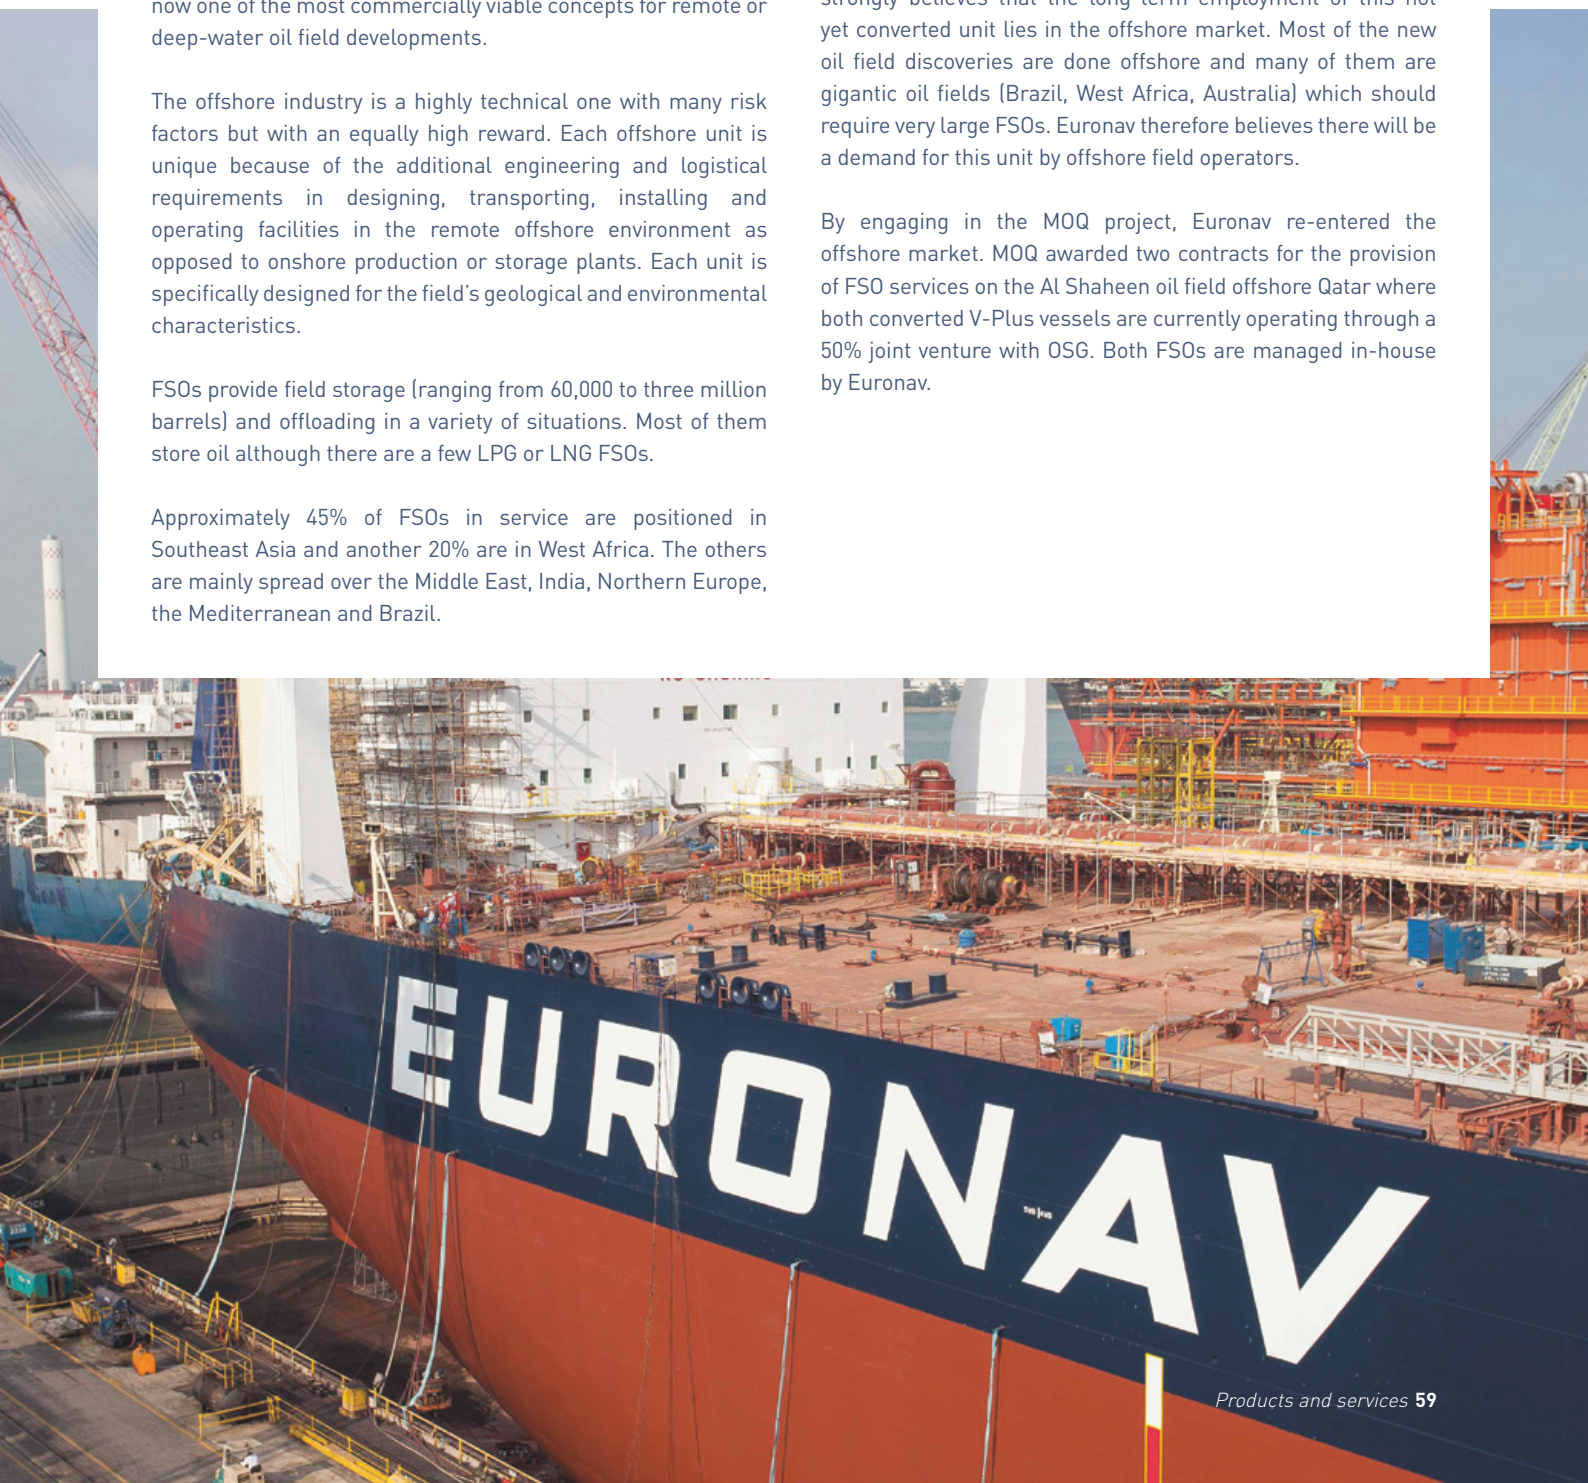 now one of the most commercially viable concepts for remote or
deep-water oil field developments.
The offshore industry is a highly technical one with many risk
factors but with an equally high reward. Each offshore unit is
unique because of the additional engineering and logistical
requirements in designing, transporting, installing and
operating facilities in the remote offshore environment as
opposed to onshore production or storage plants. Each unit is
specifically designed for the field's geological and environmental
characteristics.
FSOs provide field storage (ranging from 60,000 to three million
barrels) and offloading in a variety of situations. Most of them
store oil although there are a few LPG or LNG FSOs.
Approximately 45% of FSOs in service are positioned in
Southeast Asia and another 20% are in West Africa. The others
are mainly spread over the Middle East, India, Northern Europe,
the Mediterranean and Brazil.
strongly believes that the long term employment of this not
yet converted unit lies in the offshore market. Most of the new
oil field discoveries are done offshore and many of them are
gigantic oil fields (Brazil, West Africa, Australia) which should
require very large FSOs. Euronav therefore believes there will be
a demand for this unit by offshore field operators.
By engaging in the MOQ project, Euronav re-entered the
offshore market. MOQ awarded two contracts for the provision
of FSO services on the Al Shaheen oil field offshore Qatar where
both converted V-Plus vessels are currently operating through a
50% joint venture with OSG. Both FSOs are managed in-house
by Euronav.
EURONAV
Products and services 59